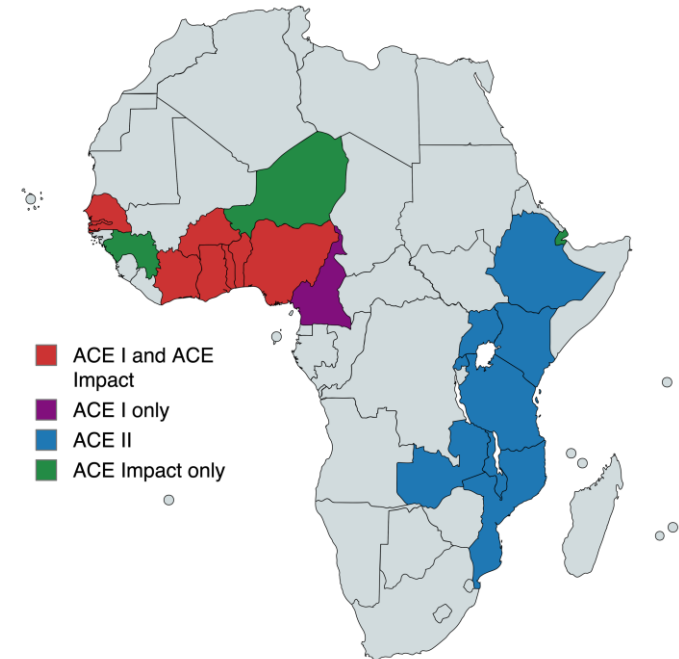 ACE I and ACE
Impact
ACE I only
ACE II
ACE Impact only